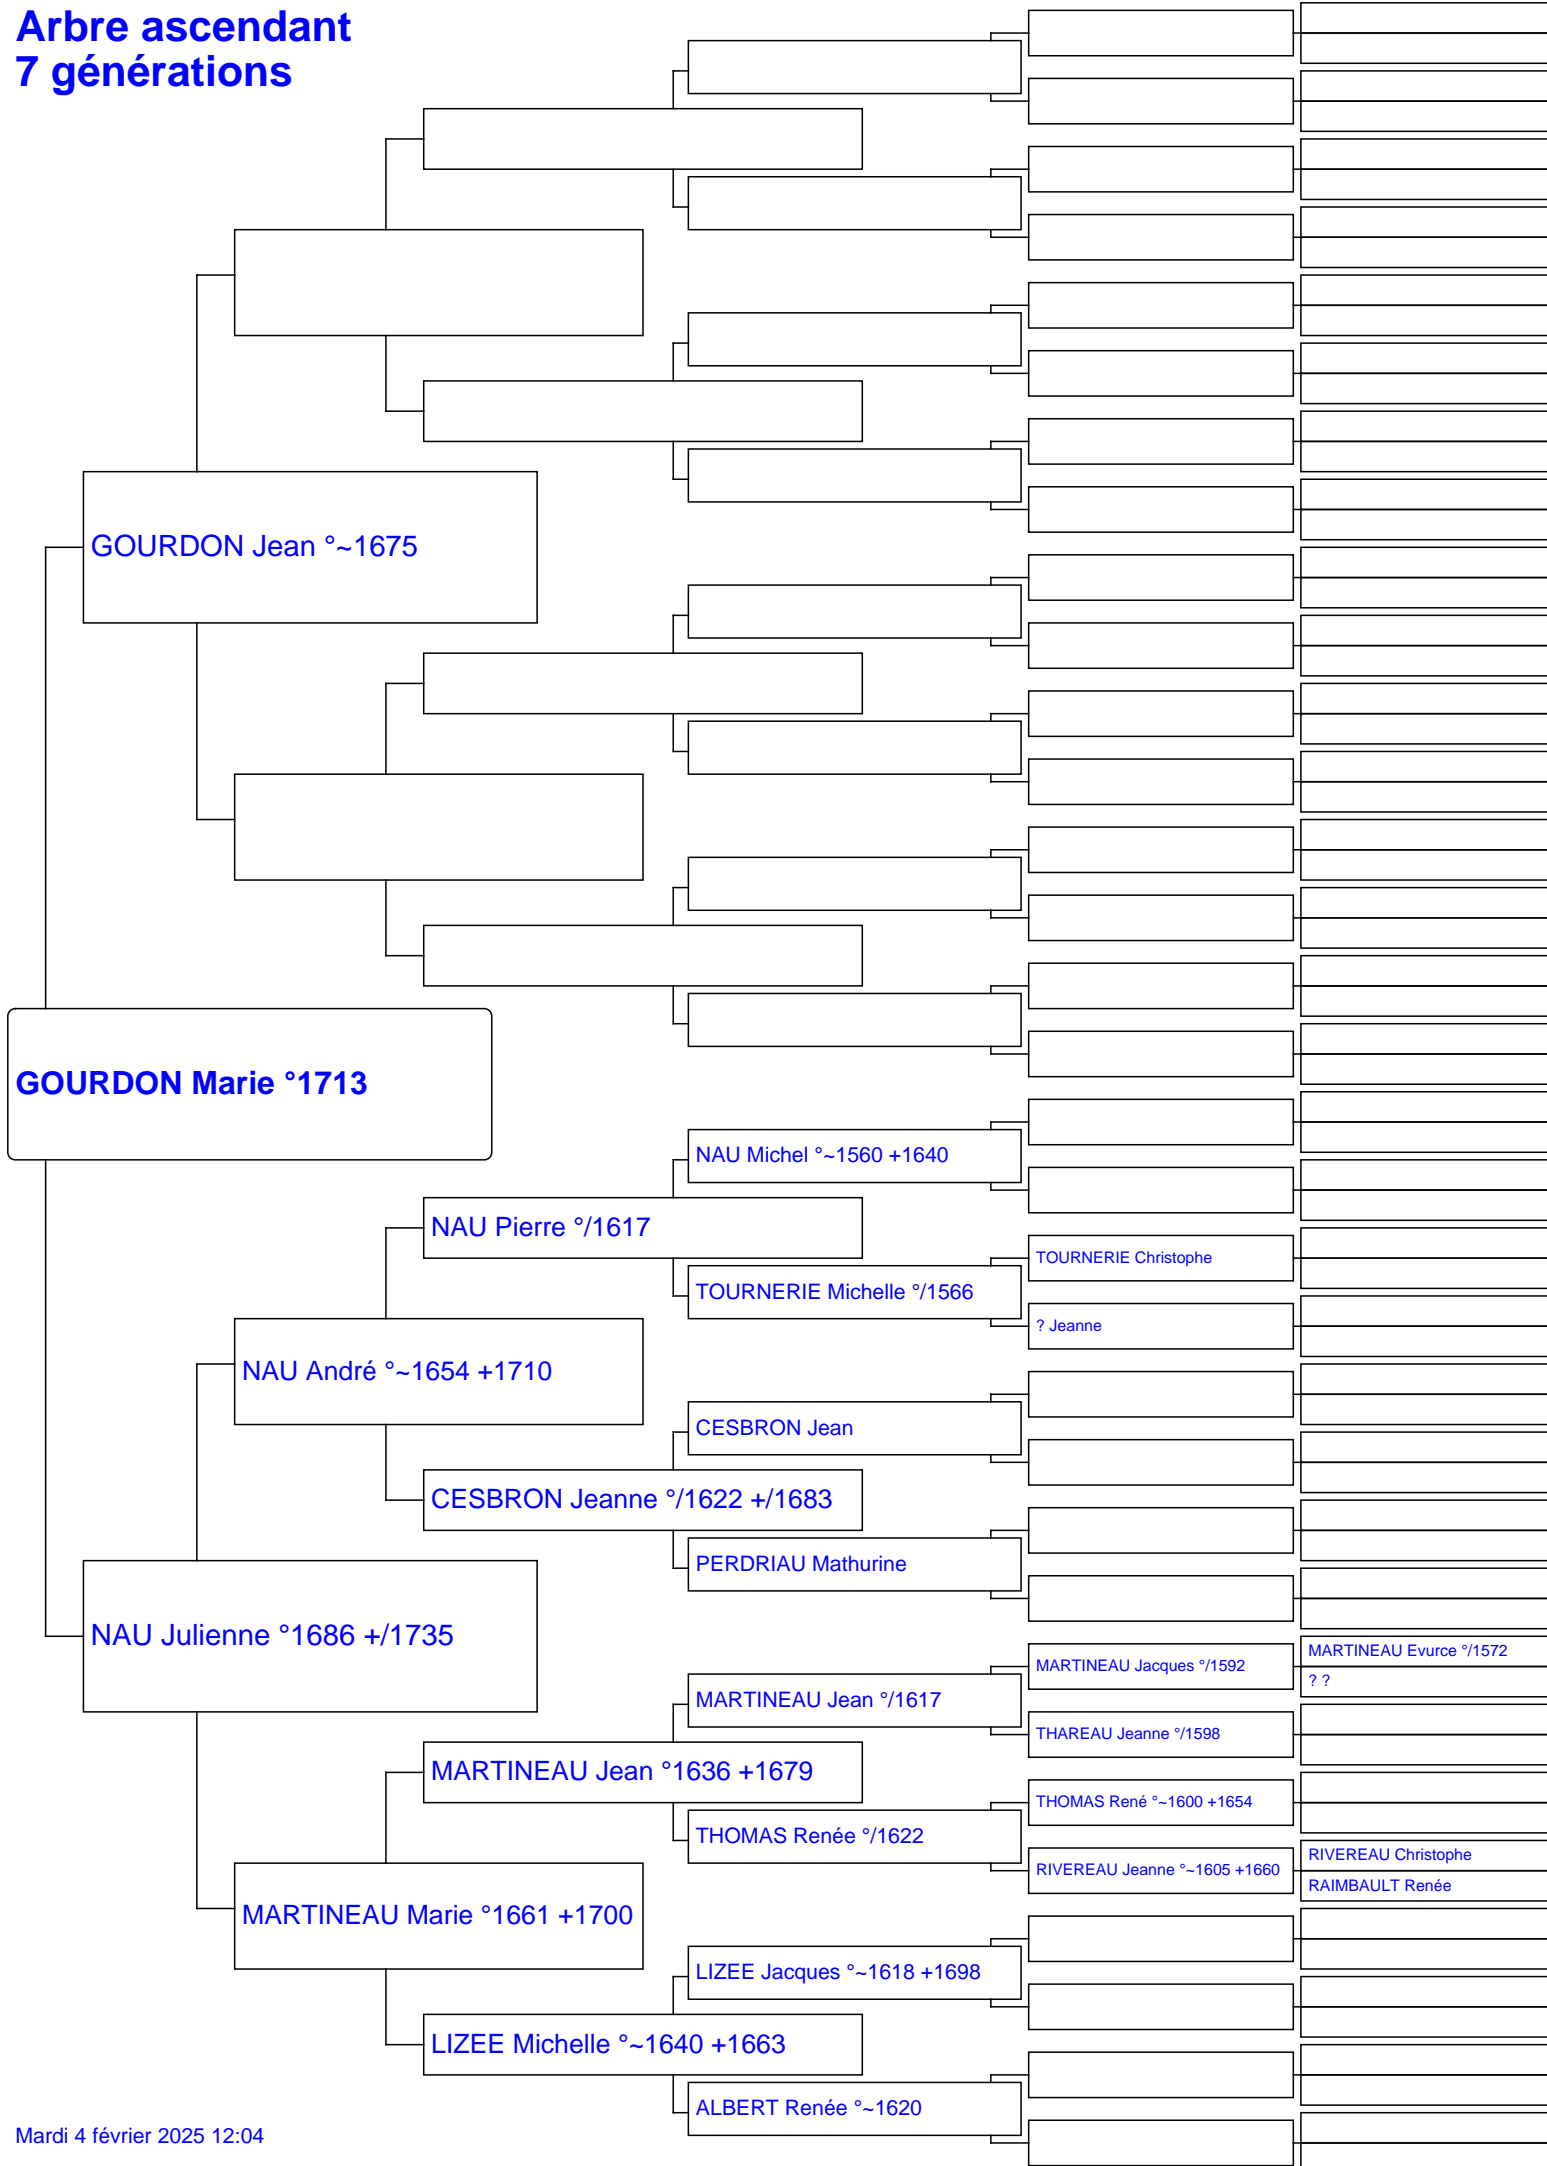 Arbre ascendant
7 générations
GOURDON Jean °~1675
GOURDON Marie °1713
NAU Michel °~1560 +1640
NAU Pierre °/1617
TOURNERIE Christophe
TOURNERIE Michelle °/1566
? Jeanne
NAU André °~1654 +1710
CESBRON Jean
CESBRON Jeanne °/1622 +/1683
PERDRIAU Mathurine
NAU Julienne °1686 +/1735
MARTINEAU Evurce °/1572
MARTINEAU Jacques °/1592
? ?
MARTINEAU Jean °/1617
THAREAU Jeanne °/1598
MARTINEAU Jean °1636 +1679
THOMAS René °~1600 +1654
THOMAS Renée °/1622
RIVEREAU Christophe
RIVEREAU Jeanne °~1605 +1660
RAIMBAULT Renée
MARTINEAU Marie °1661 +1700
LIZEE Jacques °~1618 +1698
LIZEE Michelle °~1640 +1663
ALBERT Renée °~1620
Mardi 4 février 2025 12:04